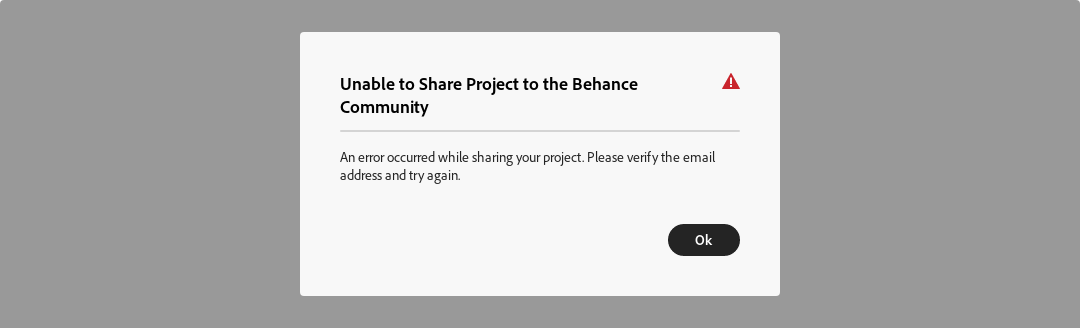 Unable to Share Project to the Behance
Community
An error occurred while sharing your project. Please verify the email
address and try again.
Ok